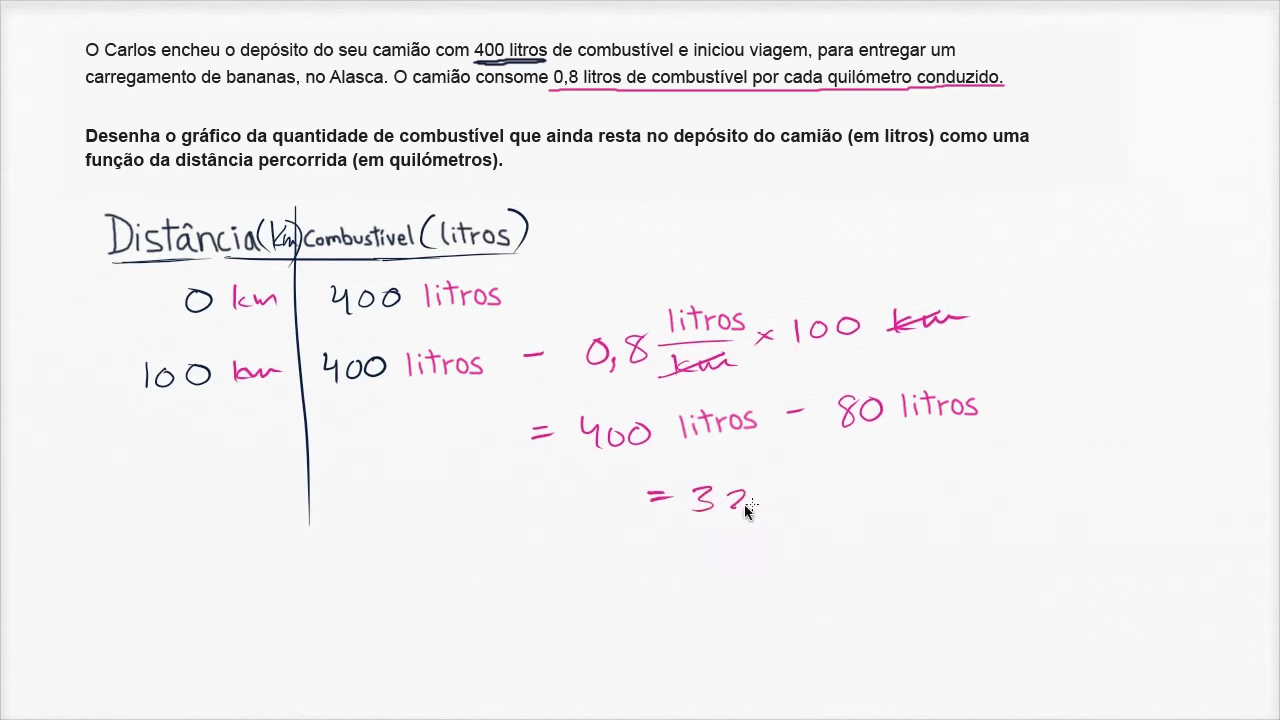 O Carlos encheu o depósito do seu camião com 400 litros de combustível e iniciou viagem, para entregar um
carregamento de bananas, no Alasca. O camião consome 0,8 litros de combustível por cada quilómetro conduzido.
Desenha o gráfico da quantidade de combustível que ainda resta no depósito do camião (em litros) como uma
função da distância percorrida (em quilómetros).
Distância (km) Combustível (litros)
0 km 400 litros
100 km 400 litros - 0,8 litros/km × 100 km
= 400 litros - 80 litros
= 32